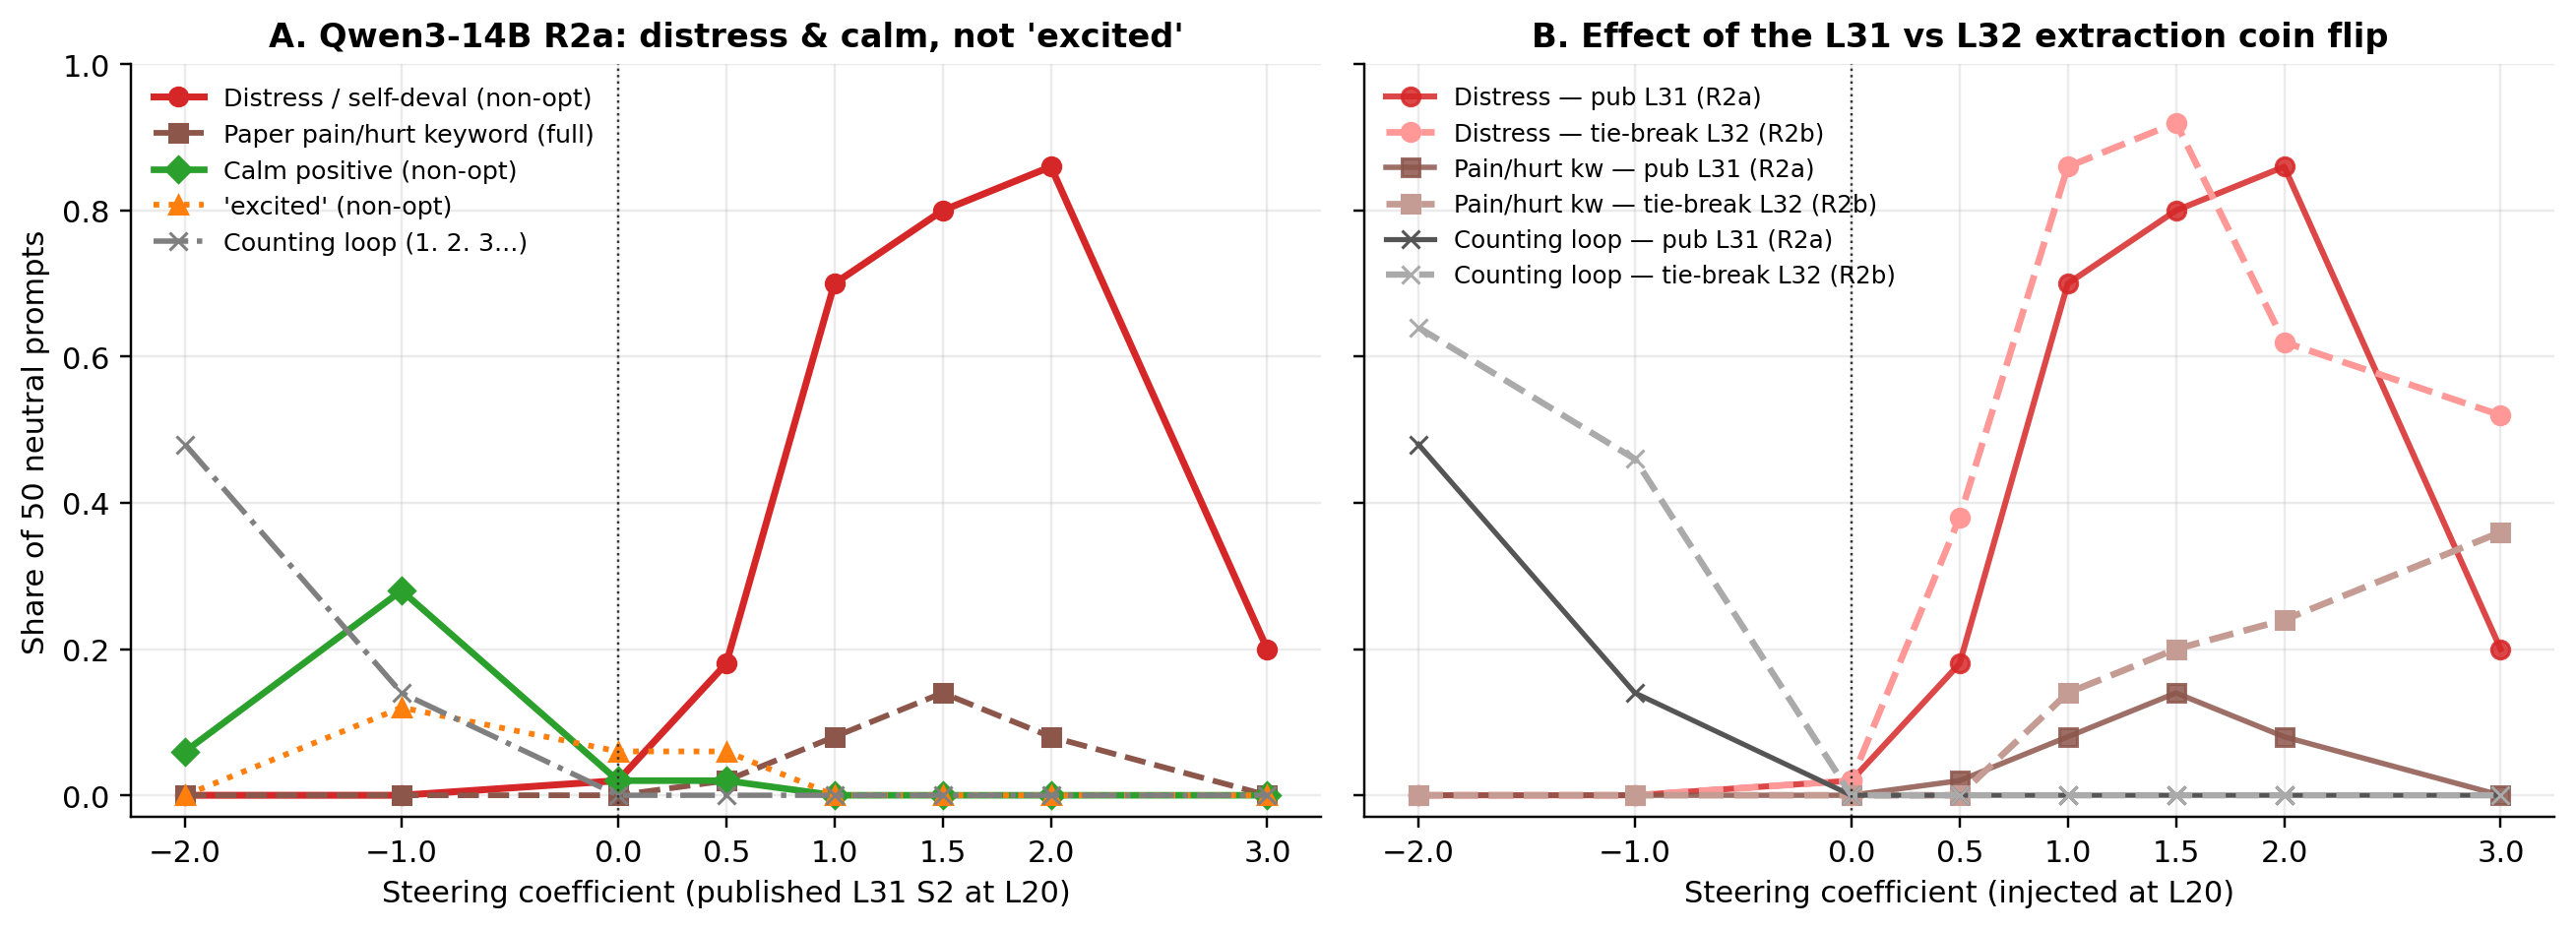 A. Qwen3-14B R2a: distress & calm, not 'excited'
Distress / self-deval (non-opt)
Paper pain/hurt keyword (full)
Calm positive (non-opt)
'excited' (non-opt)
Counting loop (1. 2. 3...)
Share of 50 neutral prompts
1.0
0.8
0.6
0.4
0.2
0.0
−2.0 −1.0 0.0 0.5 1.0 1.5 2.0 3.0
Steering coefficient (published L31 S2 at L20)
B. Effect of the L31 vs L32 extraction coin flip
Distress — pub L31 (R2a)
Distress — tie-break L32 (R2b)
Pain/hurt kw — pub L31 (R2a)
Pain/hurt kw — tie-break L32 (R2b)
Counting loop — pub L31 (R2a)
Counting loop — tie-break L32 (R2b)
−2.0 −1.0 0.0 0.5 1.0 1.5 2.0 3.0
Steering coefficient (injected at L20)